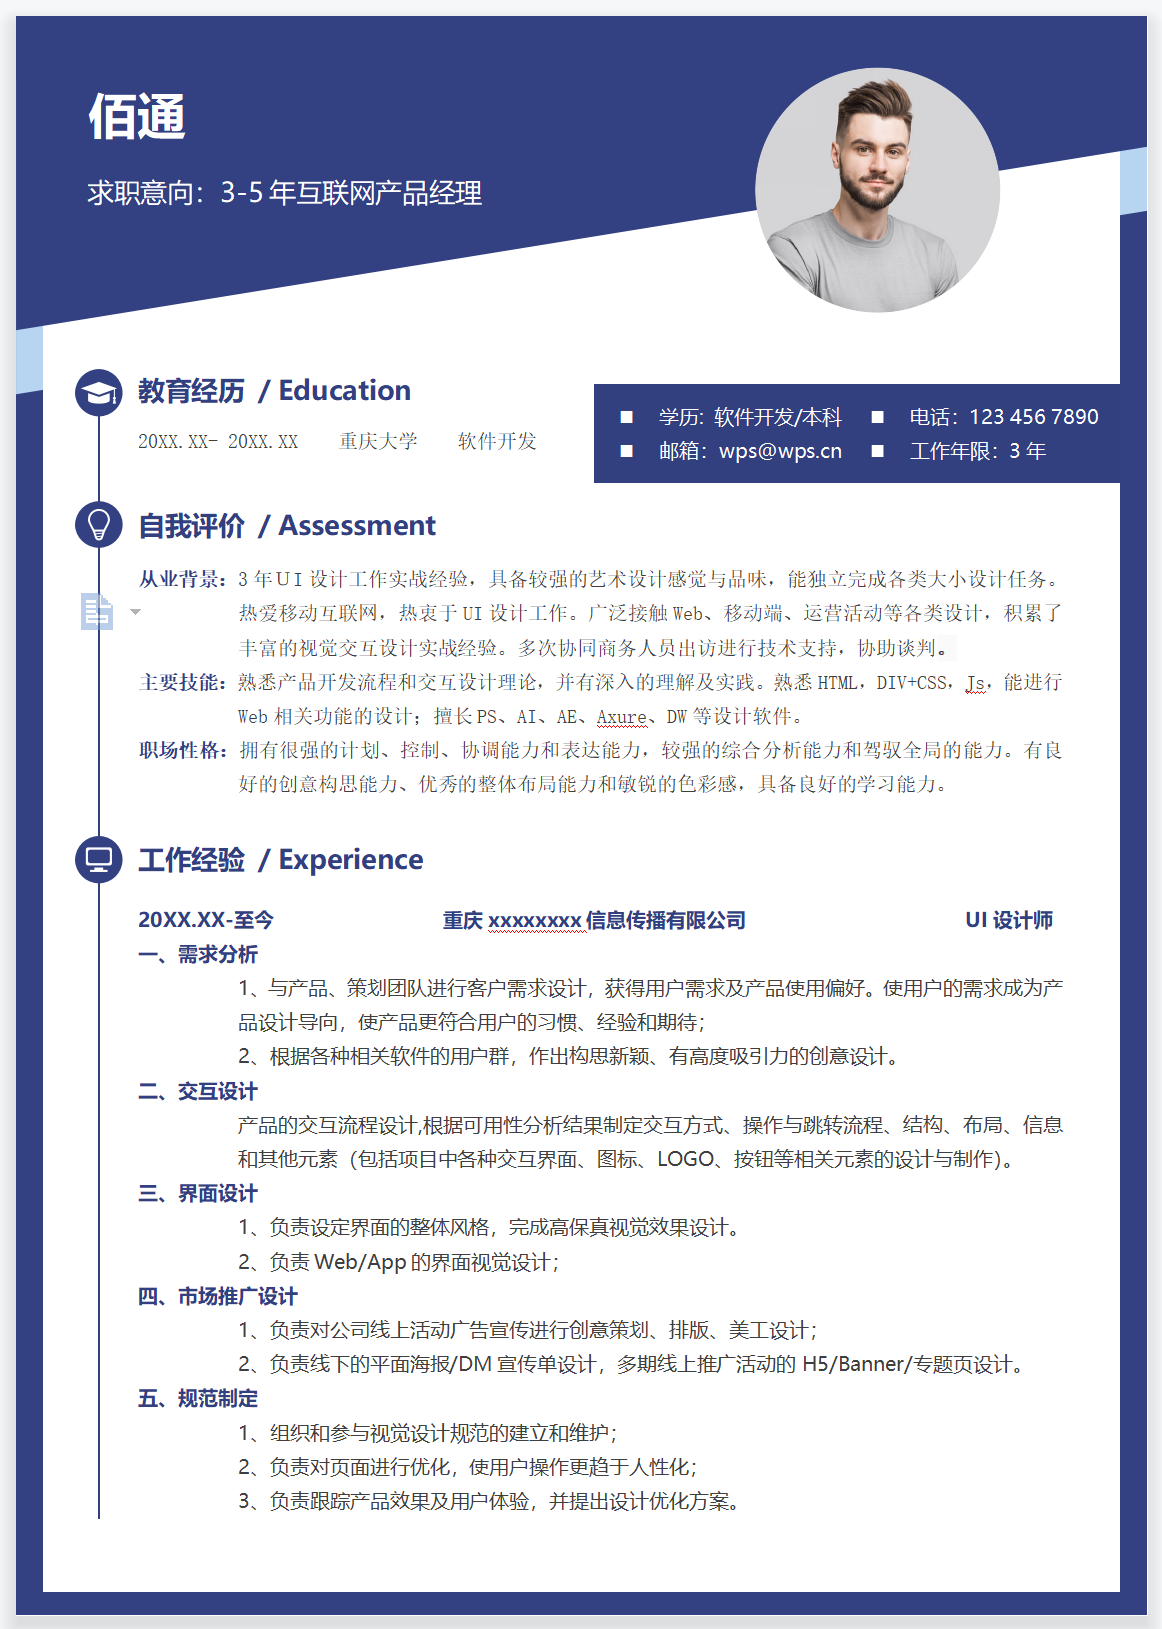 佰通
求职意向：3-5 年互联网产品经理
教育经历 / Education
20XX.XX- 20XX.XX 重庆大学 软件开发
■ 学历: 软件开发/本科 ■ 电话：123 456 7890
■ 邮箱：wps@wps.cn ■ 工作年限：3 年
自我评价 / Assessment
从业背景：3 年UI 设计工作实战经验，具备较强的艺术设计感觉与品味，能独立完成各类大小设计任务。
热爱移动互联网，热衷于 UI 设计工作。广泛接触 Web、移动端、运营活动等各类设计，积累了
丰富的视觉交互设计实战经验。多次协同商务人员出访进行技术支持，协助谈判。
主要技能：熟悉产品开发流程和交互设计理论，并有深入的理解及实践。熟悉 HTML，DIV+CSS，Js，能进行
Web 相关功能的设计；擅长 PS、AI、AE、Axure、DW 等设计软件。
职场性格：拥有很强的计划、控制、协调能力和表达能力，较强的综合分析能力和驾驭全局的能力。有良
好的创意构思能力、优秀的整体布局能力和敏锐的色彩感，具备良好的学习能力。
工作经验 / Experience
20XX.XX-至今 重庆 xxxxxxxx 信息传播有限公司 UI 设计师
一、需求分析
1、与产品、策划团队进行客户需求设计，获得用户需求及产品使用偏好。使用户的需求成为产
品设计导向，使产品更符合用户的习惯、经验和期待；
2、根据各种相关软件的用户群，作出构思新颖、有高度吸引力的创意设计。
二、交互设计
产品的交互流程设计,根据可用性分析结果制定交互方式、操作与跳转流程、结构、布局、信息
和其他元素（包括项目中各种交互界面、图标、LOGO、按钮等相关元素的设计与制作）。
三、界面设计
1、负责设定界面的整体风格，完成高保真视觉效果设计。
2、负责 Web/App 的界面视觉设计；
四、市场推广设计
1、负责对公司线上活动广告宣传进行创意策划、排版、美工设计；
2、负责线下的平面海报/DM 宣传单设计，多期线上推广活动的 H5/Banner/专题页设计。
五、规范制定
1、组织和参与视觉设计规范的建立和维护；
2、负责对页面进行优化，使用户操作更趋于人性化；
3、负责跟踪产品效果及用户体验，并提出设计优化方案。